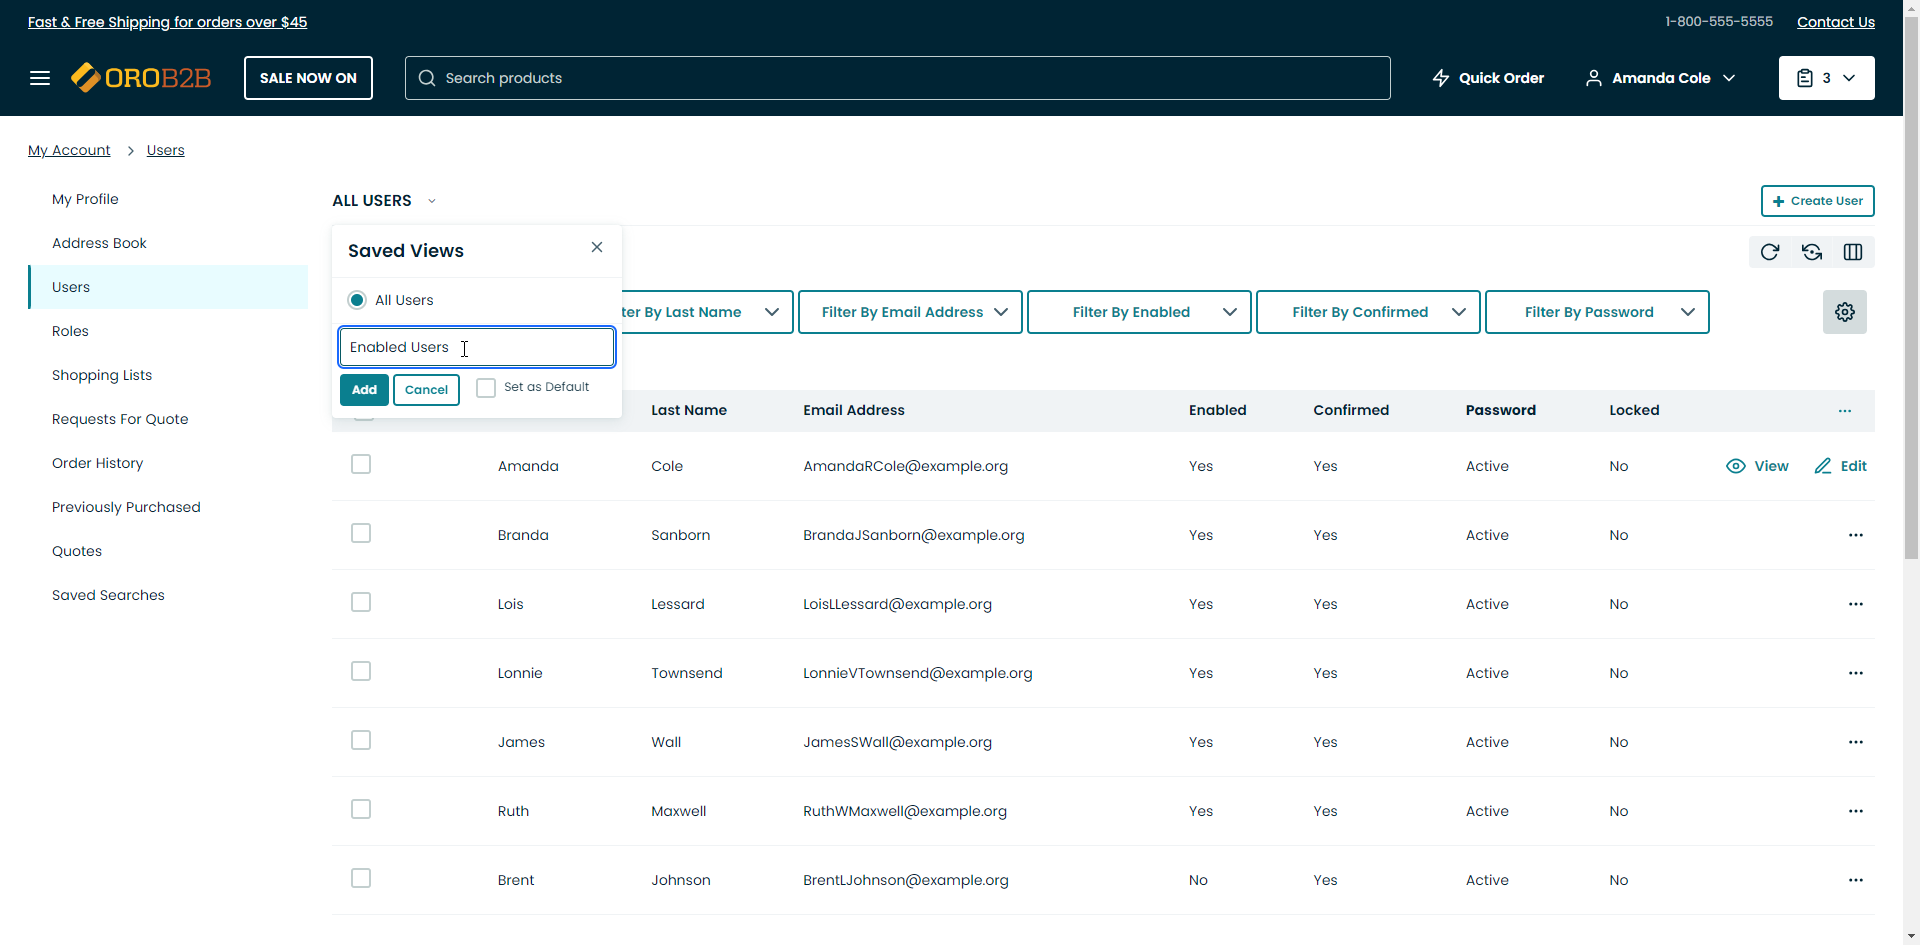 Fast & Free Shipping for orders over $45
1-800-555-5555 Contact Us
OROB2B
SALE NOW ON
Search products
Quick Order
Amanda Cole
3
My Account > Users
My Profile
Address Book
Users
Roles
Shopping Lists
Requests For Quote
Order History
Previously Purchased
Quotes
Saved Searches
ALL USERS
+ Create User
Saved Views
All Users
Enabled Users
Add Cancel Set as Default
ter By Last Name Filter By Email Address Filter By Enabled Filter By Confirmed Filter By Password
Last Name Email Address Enabled Confirmed Password Locked ...
Amanda Cole AmandaRCole@example.org Yes Yes Active No View Edit
Branda Sanborn BrandaJSanborn@example.org Yes Yes Active No ...
Lois Lessard LoisLLessard@example.org Yes Yes Active No ...
Lonnie Townsend LonnieVTownsend@example.org Yes Yes Active No ...
James Wall JamesSWall@example.org Yes Yes Active No ...
Ruth Maxwell RuthWMaxwell@example.org Yes Yes Active No ...
Brent Johnson BrentLJohnson@example.org No Yes Active No ...